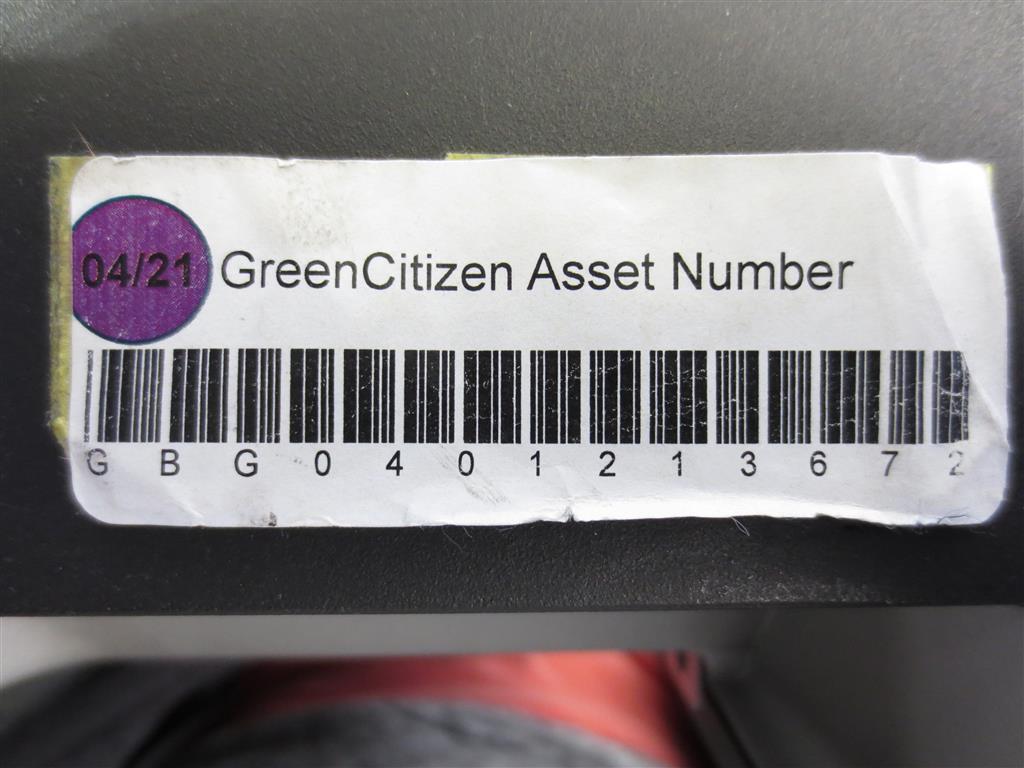 04/21 GreenCitizen Asset Number
G B G 0 4 0 1 2 1 3 6 7 2